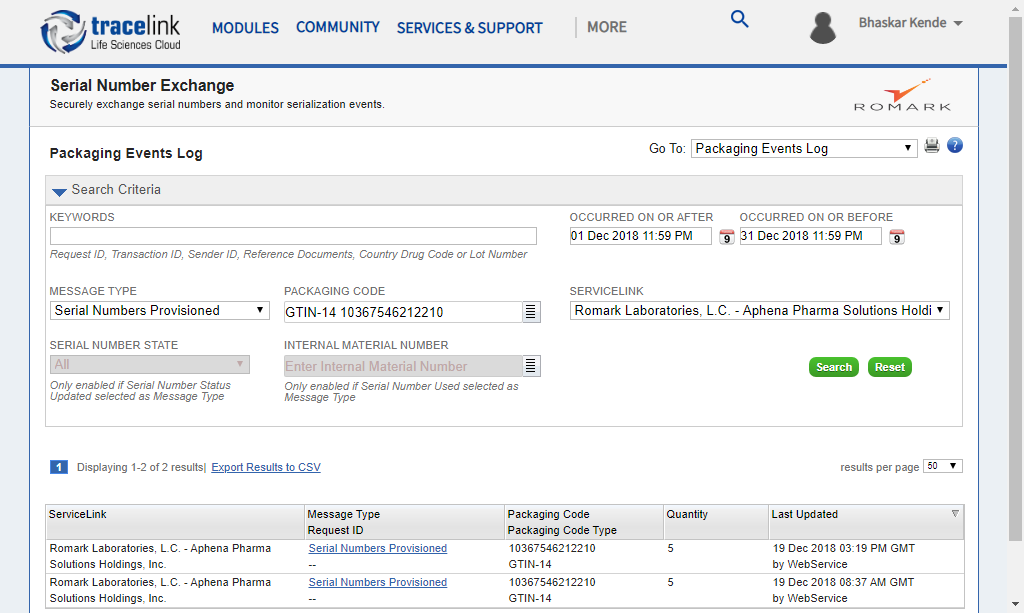 tracelink
Life Sciences Cloud
MODULES COMMUNITY SERVICES & SUPPORT MORE
Bhaskar Kende
Serial Number Exchange
Securely exchange serial numbers and monitor serialization events.
ROMARK
Packaging Events Log
Go To: Packaging Events Log
?
Search Criteria
KEYWORDS OCCURRED ON OR AFTER OCCURRED ON OR BEFORE
01 Dec 2018 11:59 PM 9 31 Dec 2018 11:59 PM 9
Request ID, Transaction ID, Sender ID, Reference Documents, Country Drug Code or Lot Number
MESSAGE TYPE PACKAGING CODE SERVICELINK
Serial Numbers Provisioned GTIN-14 10367546212210 Romark Laboratories, L.C. - Aphena Pharma Solutions Holdi
SERIAL NUMBER STATE INTERNAL MATERIAL NUMBER
All Enter Internal Material Number Search Reset
Only enabled if Serial Number Status
Updated selected as Message Type
Only enabled if Serial Number Used selected as
Message Type
1 Displaying 1-2 of 2 results| Export Results to CSV results per page 50
ServiceLink Message Type Packaging Code Quantity Last Updated
Request ID Packaging Code Type
Romark Laboratories, L.C. - Aphena Pharma Serial Numbers Provisioned 10367546212210 5 19 Dec 2018 03:19 PM GMT
Solutions Holdings, Inc. -- GTIN-14 by WebService
Romark Laboratories, L.C. - Aphena Pharma Serial Numbers Provisioned 10367546212210 5 19 Dec 2018 08:37 AM GMT
Solutions Holdings, Inc. -- GTIN-14 by WebService